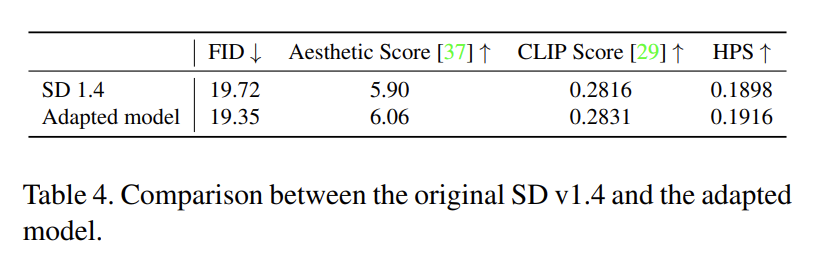 FID ↓ Aesthetic Score [37] ↑ CLIP Score [29] ↑ HPS ↑
SD 1.4 19.72 5.90 0.2816 0.1898
Adapted model 19.35 6.06 0.2831 0.1916
Table 4. Comparison between the original SD v1.4 and the adapted
model.